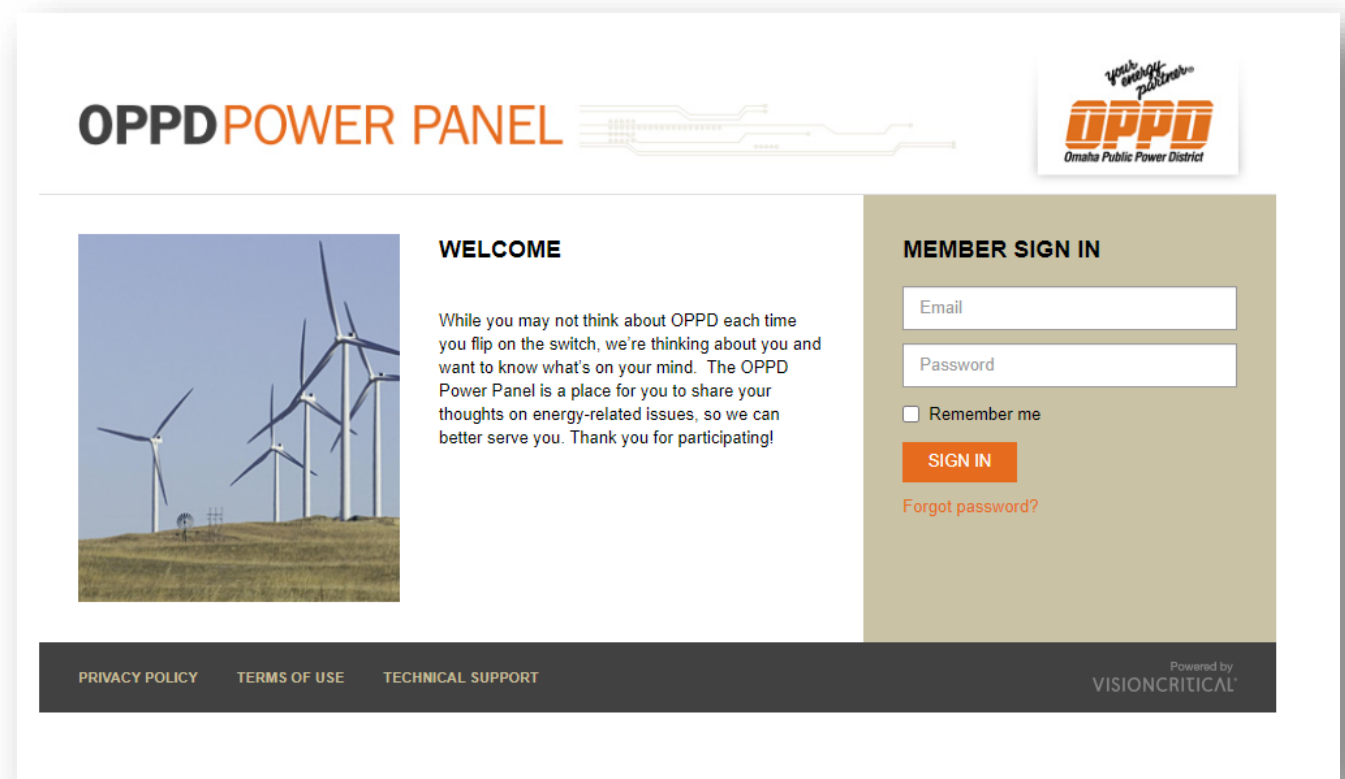 OPPD POWER PANEL
your energy partner®
OPPD
Omaha Public Power District
WELCOME
While you may not think about OPPD each time
you flip on the switch, we're thinking about you and
want to know what's on your mind.  The OPPD
Power Panel is a place for you to share your
thoughts on energy-related issues, so we can
better serve you. Thank you for participating!
MEMBER SIGN IN
Email
Password
Remember me
SIGN IN
Forgot password?
PRIVACY POLICY
TERMS OF USE
TECHNICAL SUPPORT
Powered by
VISIONCRITICAL